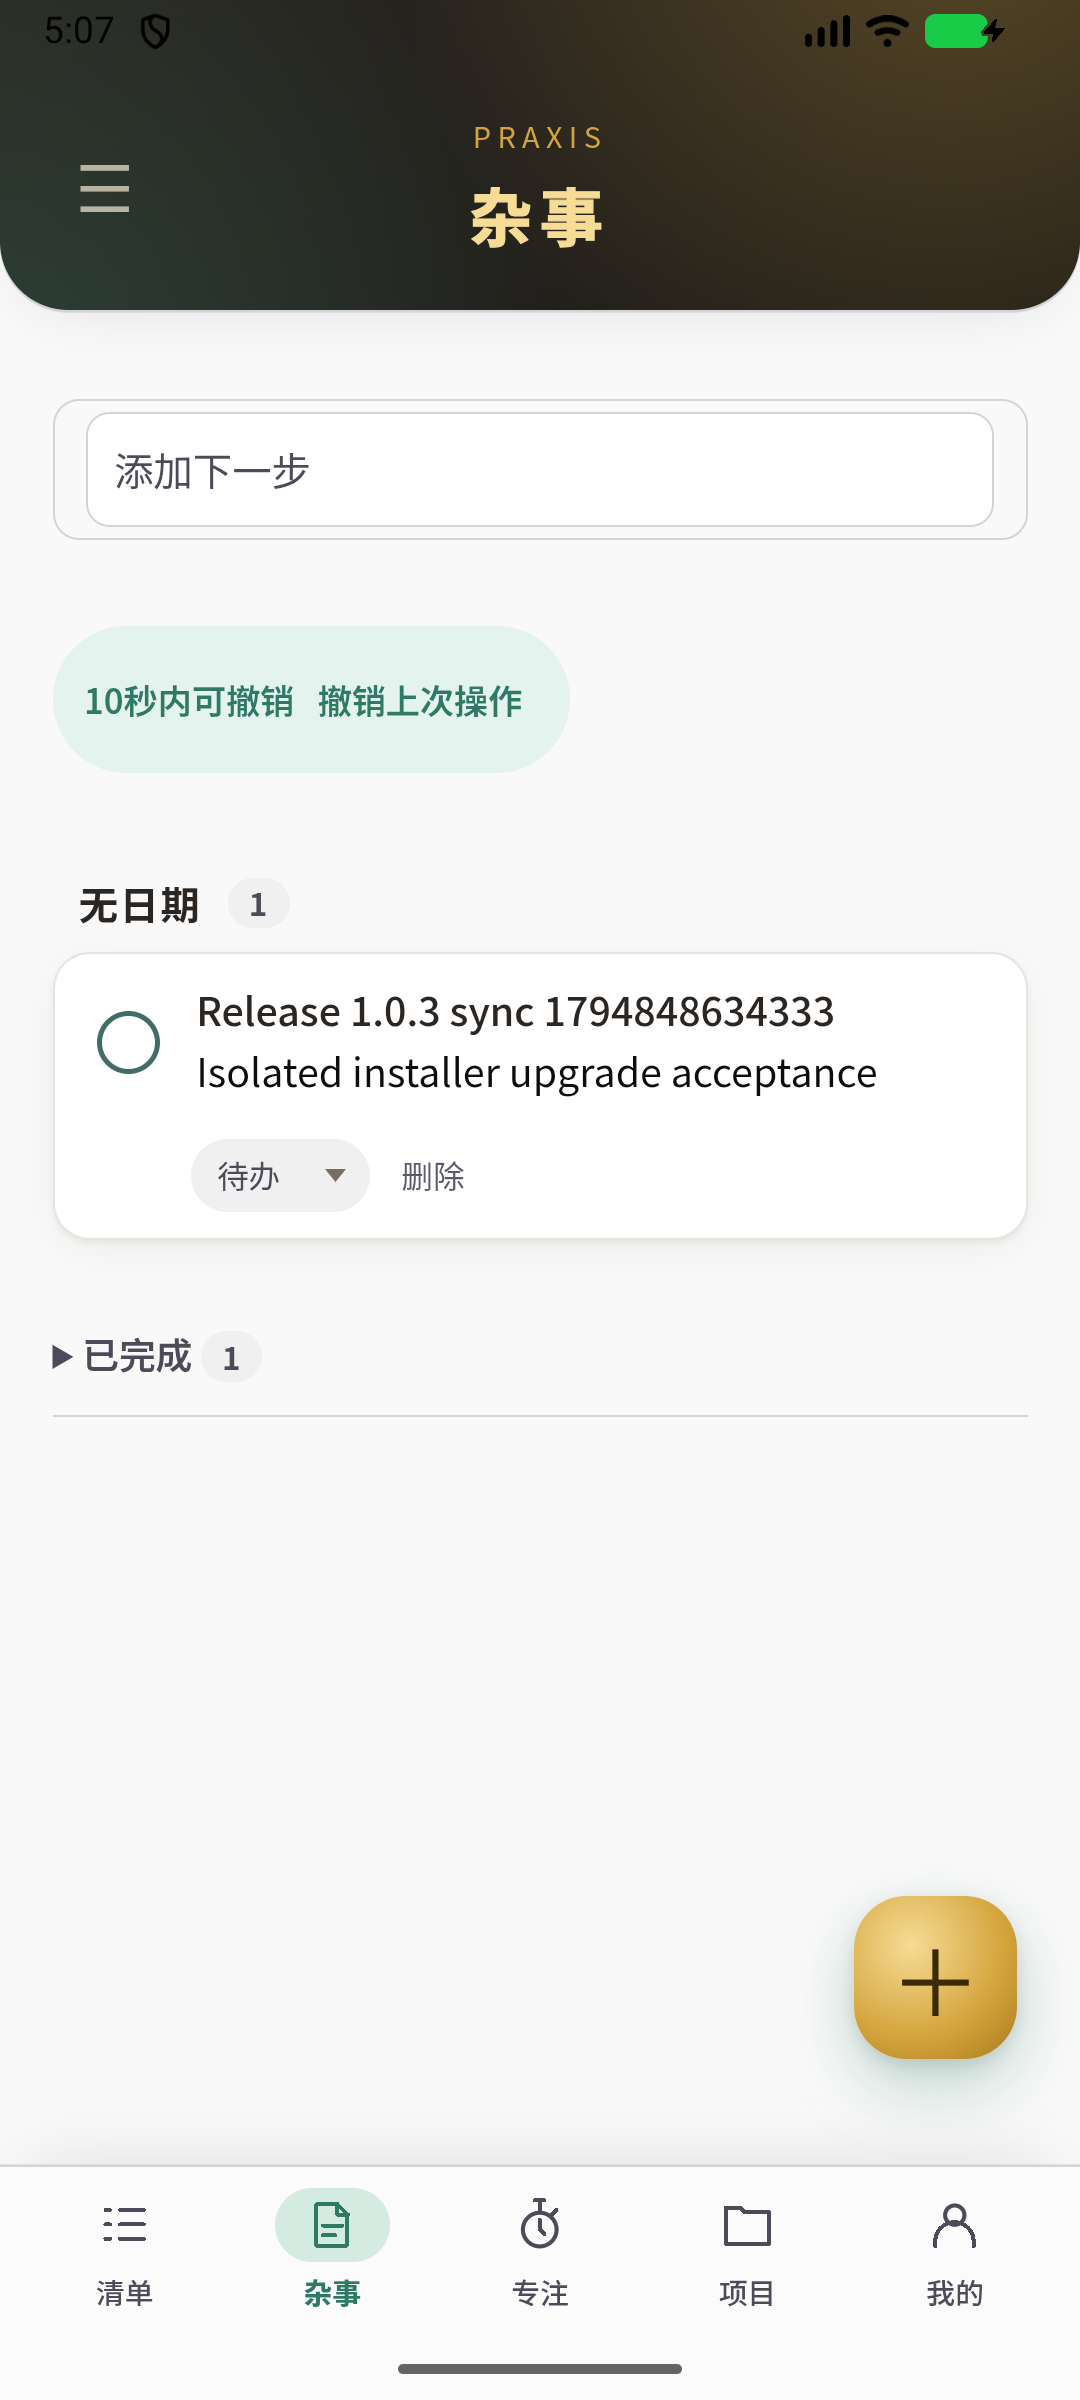 5:07
PRAXIS
杂事
添加下一步
10秒内可撤销 撤销上次操作
无日期 1
Release 1.0.3 sync 1794848634333
Isolated installer upgrade acceptance
待办 删除
已完成 1
清单 杂事 专注 项目 我的